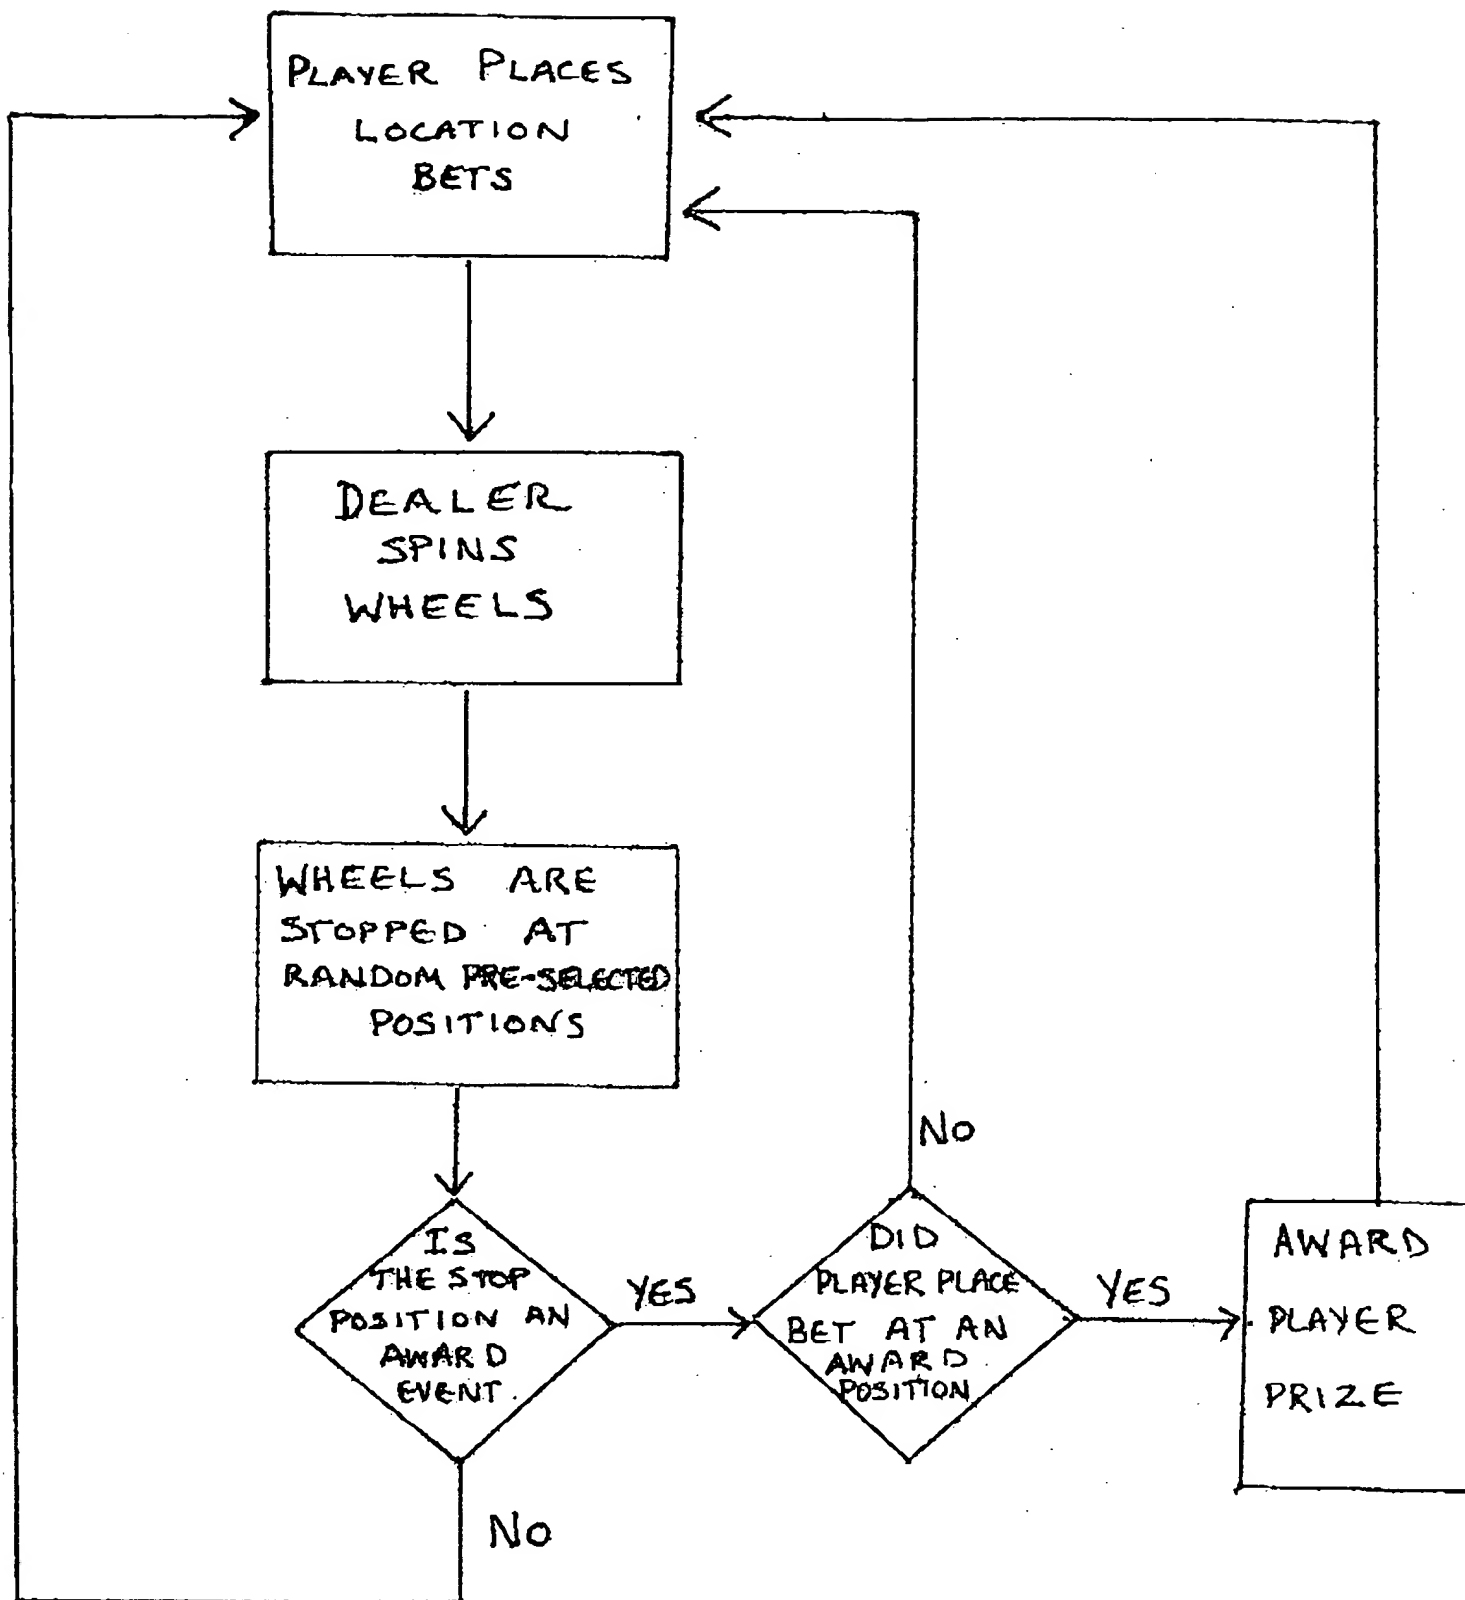 PLAYER PLACES
LOCATION
BETS
DEALER
SPINS
WHEELS
WHEELS ARE
STOPPED AT
RANDOM PRE-SELECTED
POSITIONS
IS
THE STOP
POSITION AN
AWARD
EVENT
YES
NO
DID
PLAYER PLACE
BET AT AN
AWARD
POSITION
NO
YES
AWARD
PLAYER
PRIZE